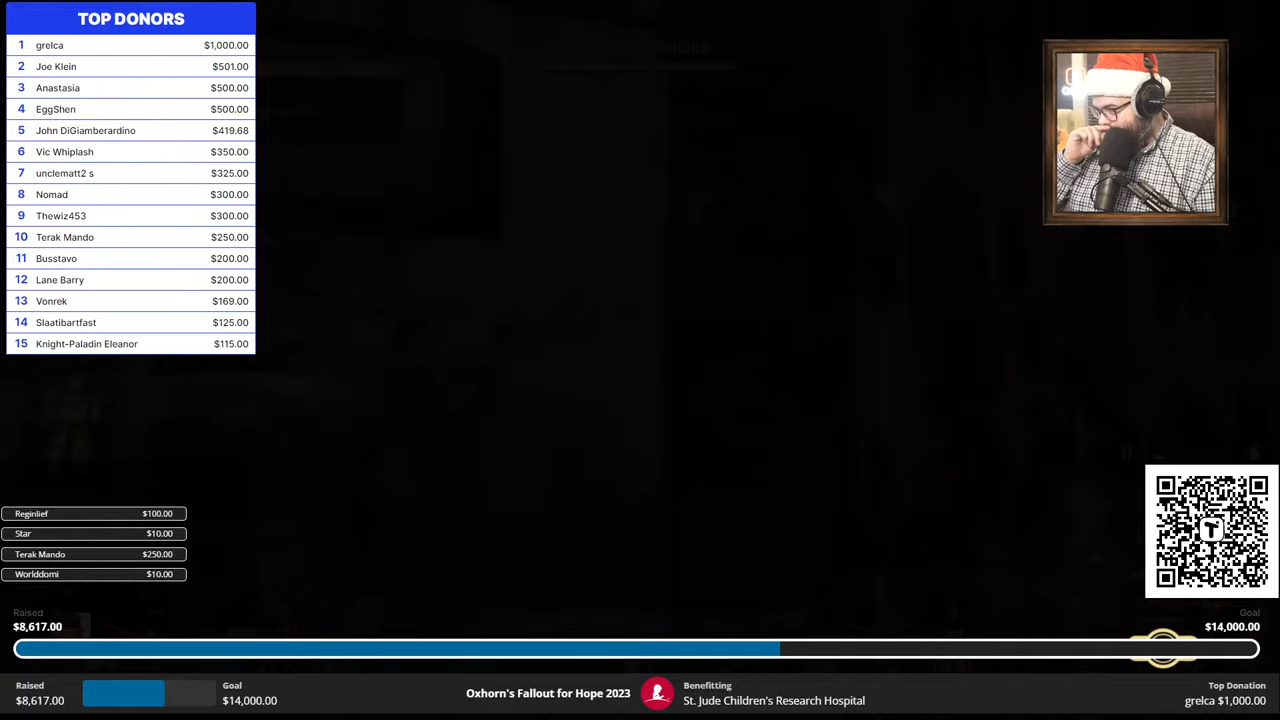 TOP DONORS
1 grelca $1,000.00
2 Joe Klein $501.00
3 Anastasia $500.00
4 EggShen $500.00
5 John DiGiamberardino $419.68
6 Vic Whiplash $350.00
7 unclematt2 s $325.00
8 Nomad $300.00
9 Thewiz453 $300.00
10 Terak Mando $250.00
11 Busstavo $200.00
12 Lane Barry $200.00
13 Vonrek $169.00
14 Slaatibartfast $125.00
15 Knight-Paladin Eleanor $115.00
Reginlief $100.00
Star $10.00
Terak Mando $250.00
Worlddomi $10.00
Raised Goal
$8,617.00 $14,000.00
Raised Goal
$8,617.00 $14,000.00
Oxhorn's Fallout for Hope 2023
Benefitting
St. Jude Children's Research Hospital
Top Donation
grelca $1,000.00